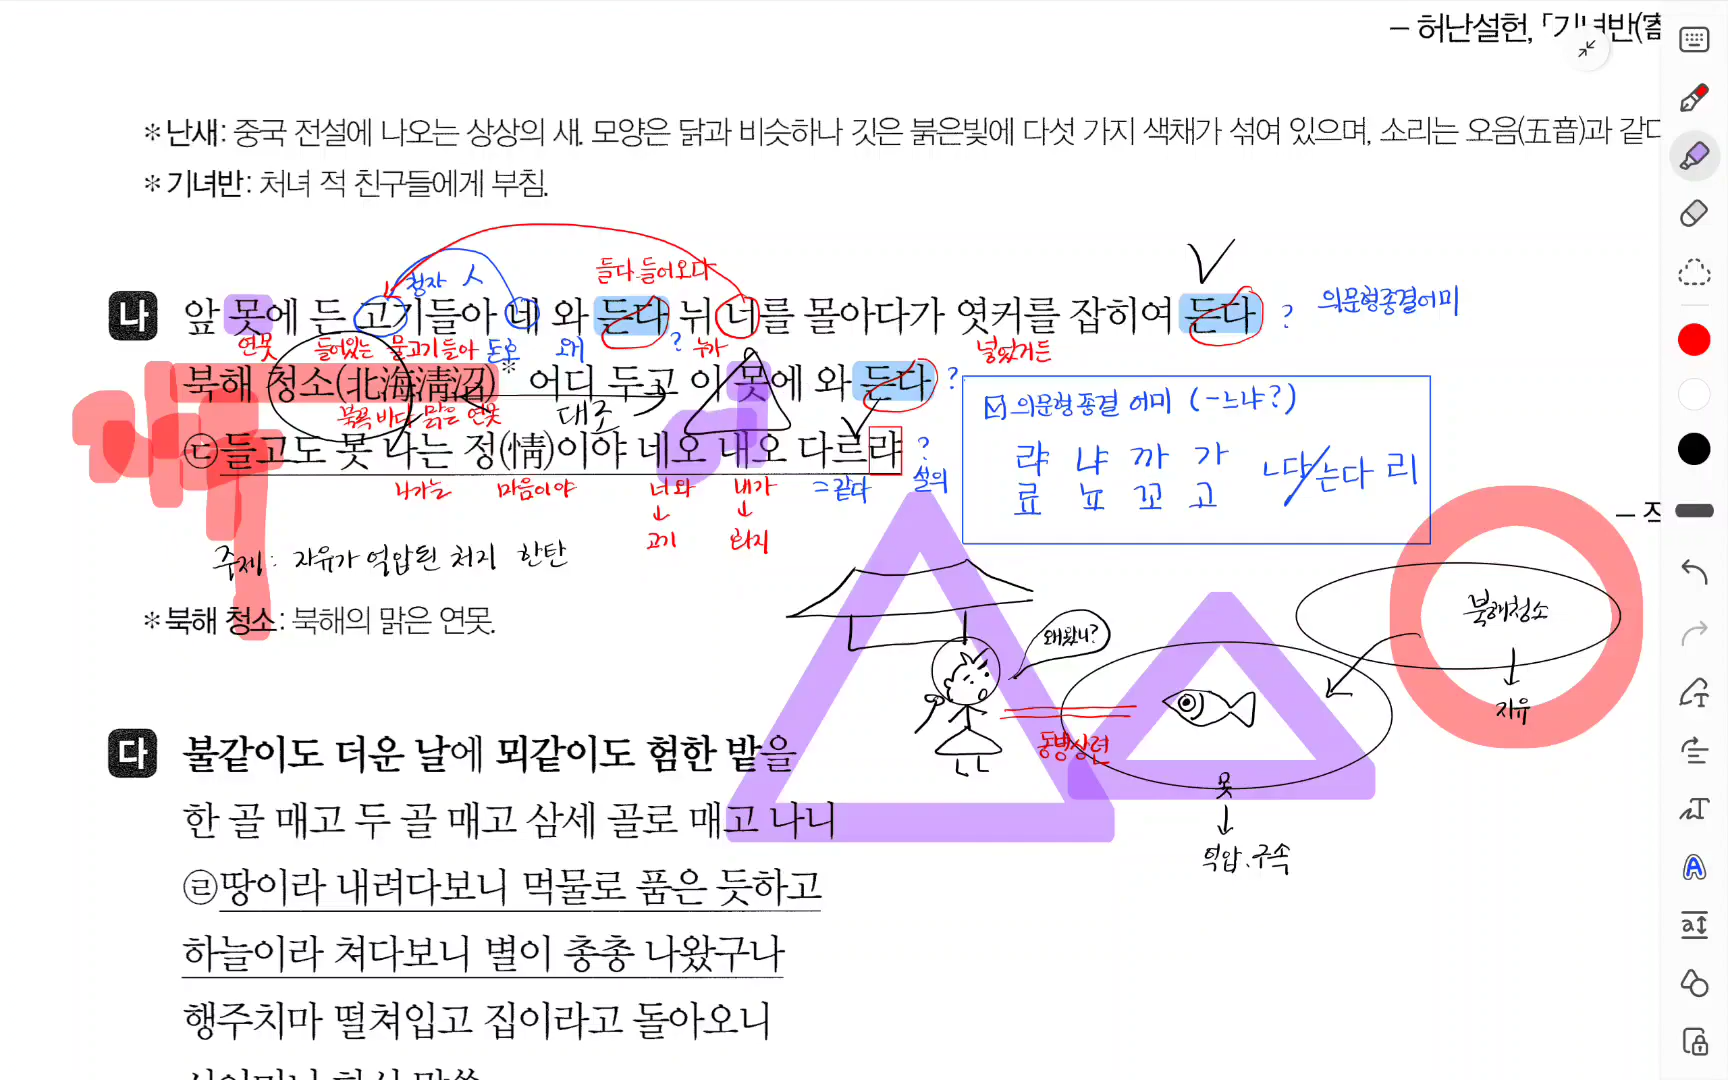 – 허난설헌, 「기녀반(寄
*난새: 중국 전설에 나오는 상상의 새. 모양은 닭과 비슷하나 깃은 붉은빛에 다섯 가지 색채가 섞여 있으며, 소리는 오음(五音)과 같다
*기녀반: 처녀 적 친구들에게 부침.
청자 人 들다. 들어오다
나 앞 못에 든 고기들아 네 와 든다 뉘 너를 몰아다가 엿커를 잡히여 든다 ? 의문형종결어미
연못 들어있는 물고기들아 왜 ? 누가 넣었거든
북해 청소(北海淸沼)* 어디 두고 이 못에 와 든다 ?
북쪽 바다 맑은 연못 대조
㉢들고도 못 나는 정(情)이야 네오 내오 다르랴 ?
나가는 마음이야 너와 내가 =같다 설의
↓ ↓
고기 화자
의문형종결 어미 (-느냐?)
랴 냐 까 가
료 뇨 꼬 고
는다 리
– 작
주제: 자유가 억압된 처지 한탄
*북해 청소: 북해의 맑은 연못.
왜왔니?
북해청소
↓
자유
동병상련
못
↓
억압. 구속
다 불같이도 더운 날에 뫼같이도 험한 밭을
한 골 매고 두 골 매고 삼세 골로 매고 나니
㉣땅이라 내려다보니 먹물로 품은 듯하고
하늘이라 쳐다보니 별이 총총 나왔구나
행주치마 떨쳐입고 집이라고 돌아오니